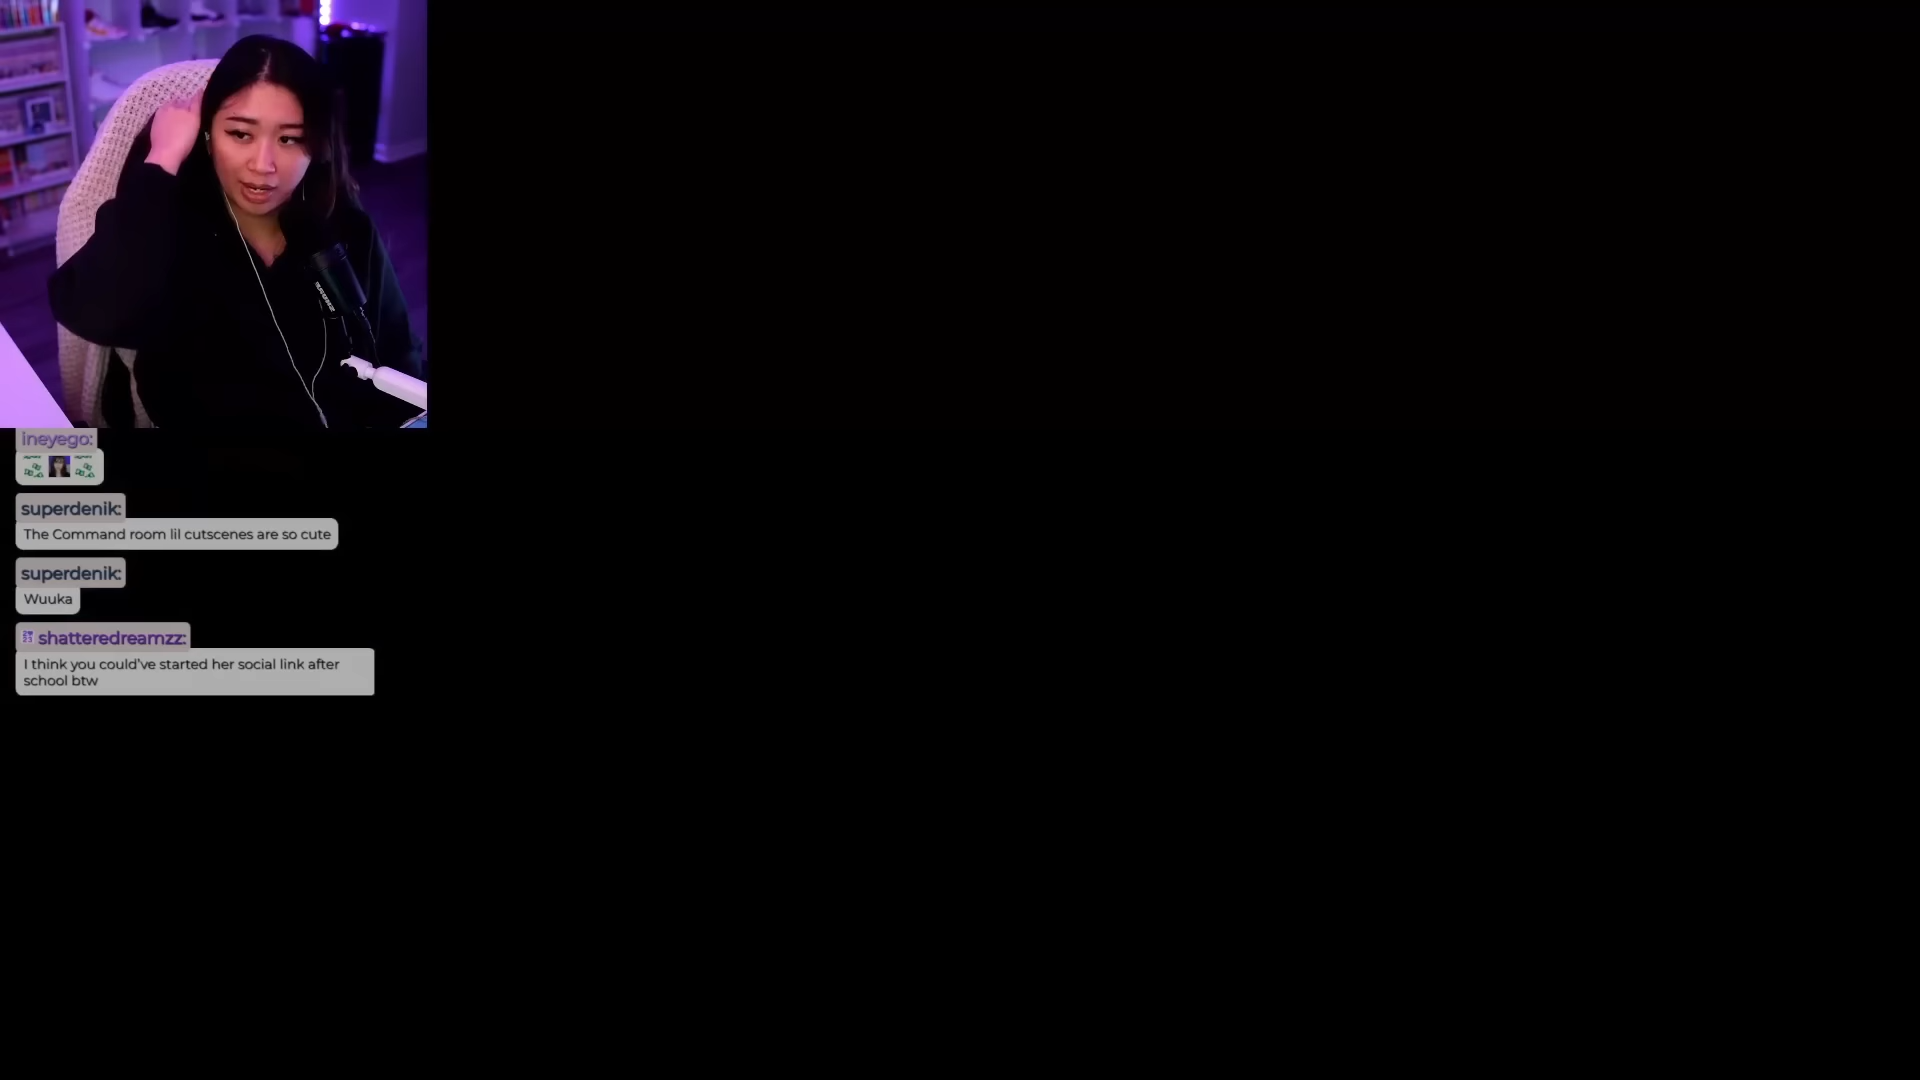 ineyego:
superdenik:
The Command room lil cutscenes are so cute
superdenik:
Wuuka
shatteredreamzz:
I think you could've started her social link after
school btw